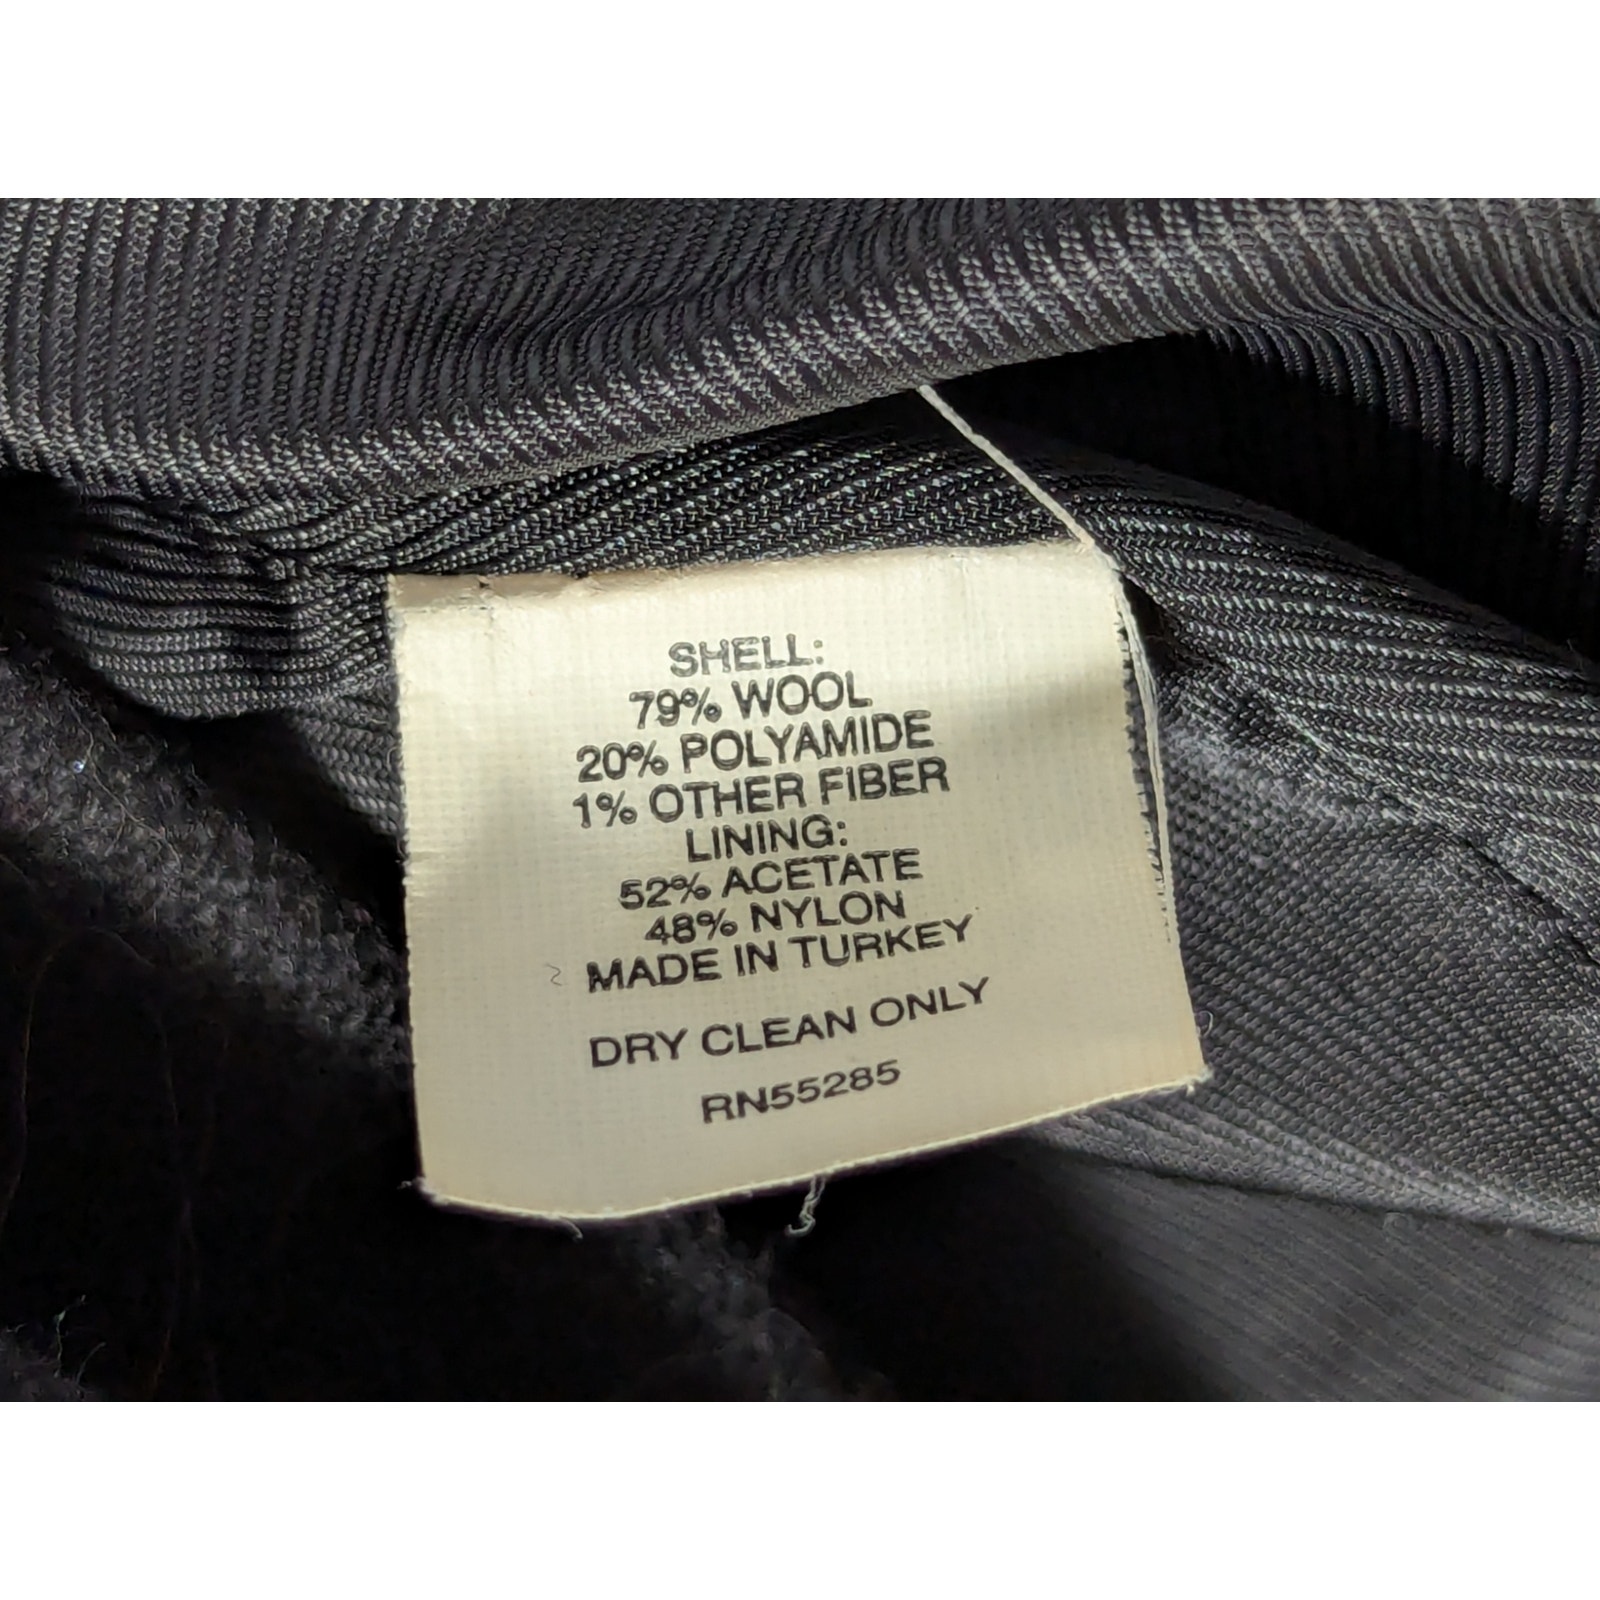 SHELL:
79% WOOL
20% POLYAMIDE
1% OTHER FIBER
LINING:
52% ACETATE
48% NYLON
MADE IN TURKEY
DRY CLEAN ONLY
RN55285